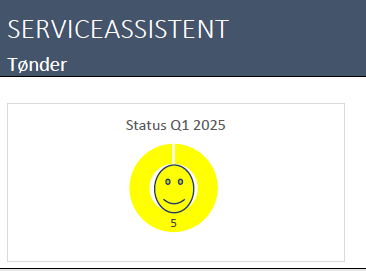 SERVICEASSISTENT
Tønder
Status Q1 2025
5